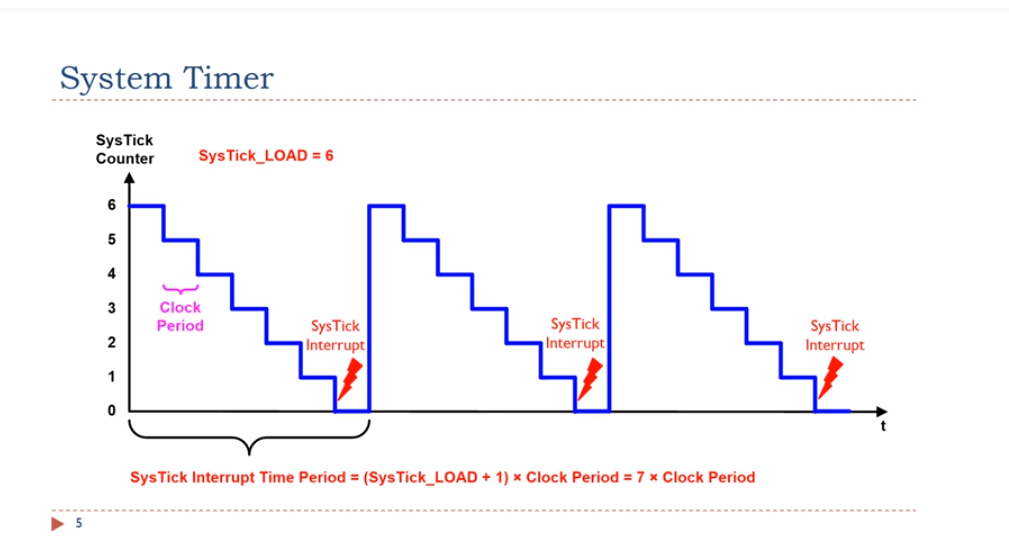 System Timer
SysTick
Counter
SysTick_LOAD = 6
6
5
4
3
2
1
0
Clock
Period
SysTick
Interrupt
SysTick
Interrupt
SysTick
Interrupt
t
SysTick Interrupt Time Period = (SysTick_LOAD + 1) × Clock Period = 7 × Clock Period
5